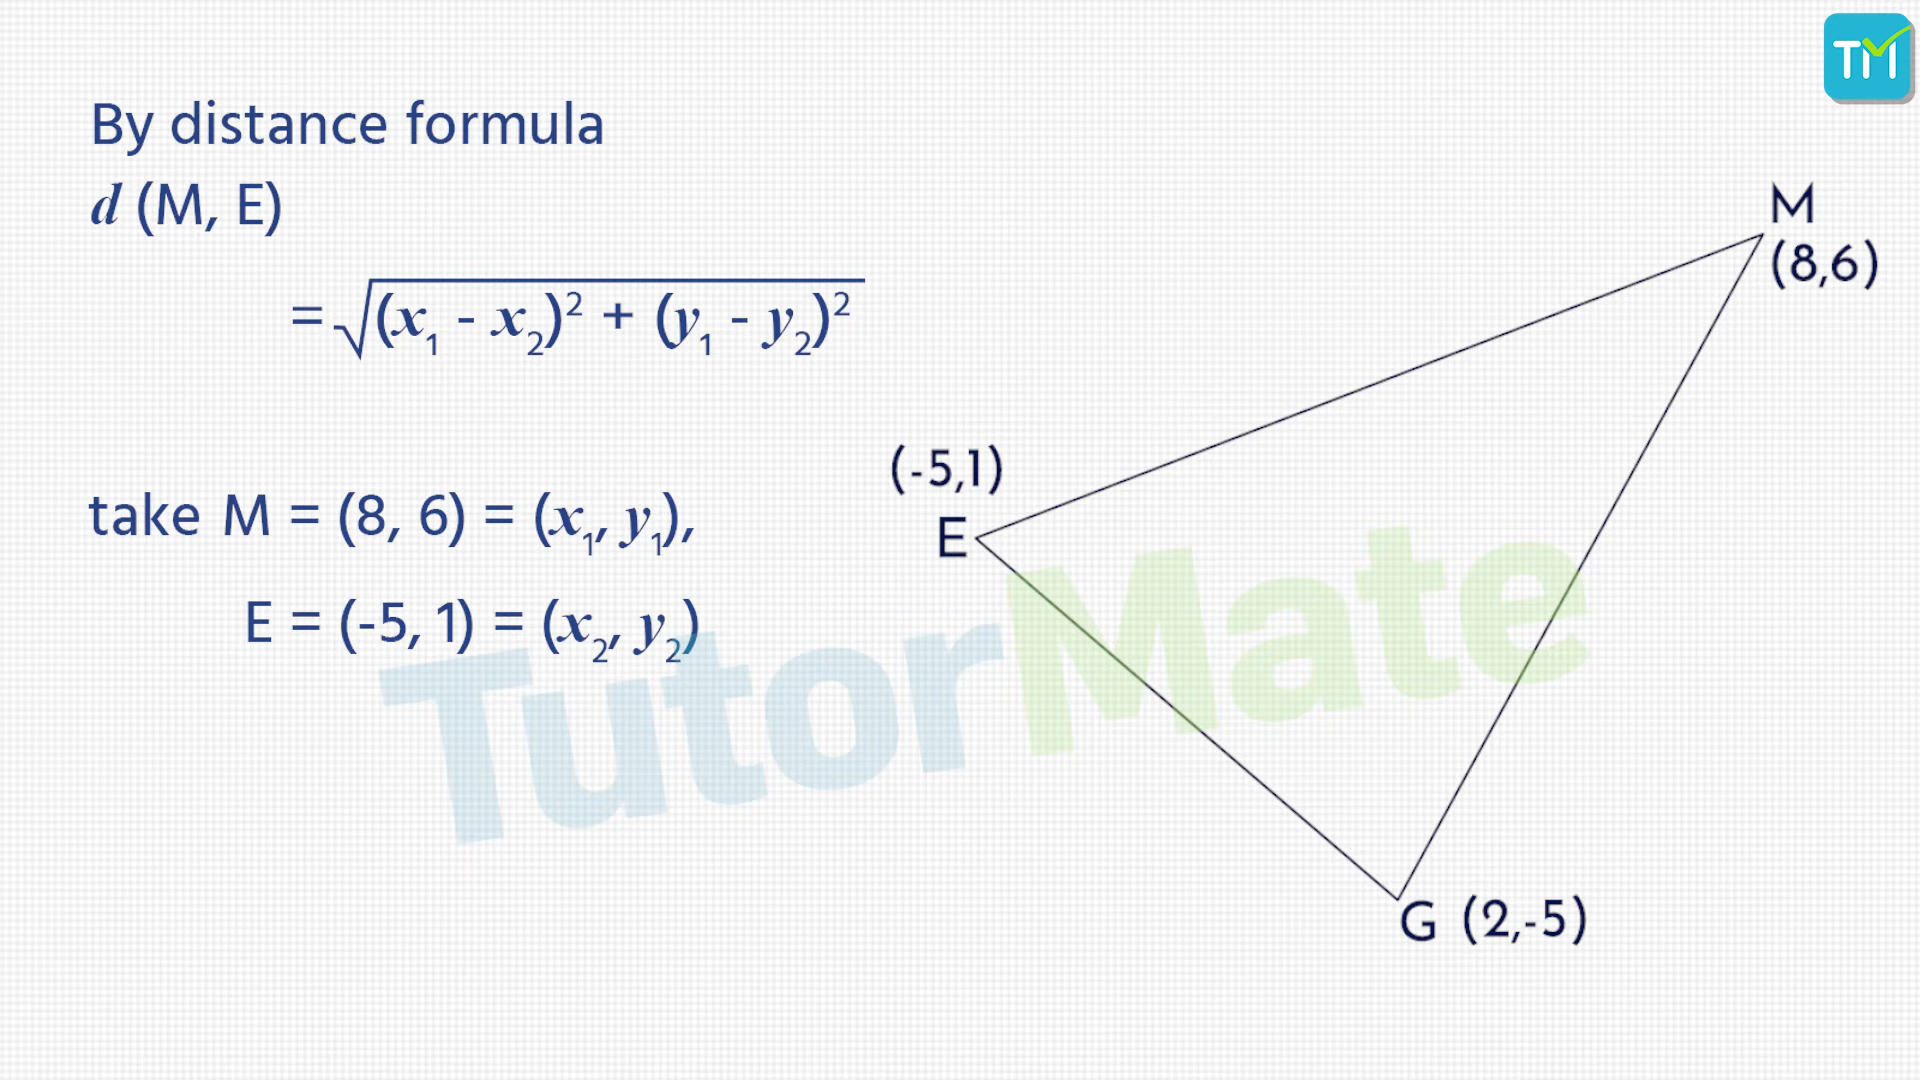 TM
By distance formula
d (M, E)
= √(x₁ - x₂)² + (y₁ - y₂)²
take M = (8, 6) = (x₁, y₁),
E = (-5, 1) = (x₂, y₂)
M
(8,6)
(-5,1)
E
G (2,-5)
TutorMate